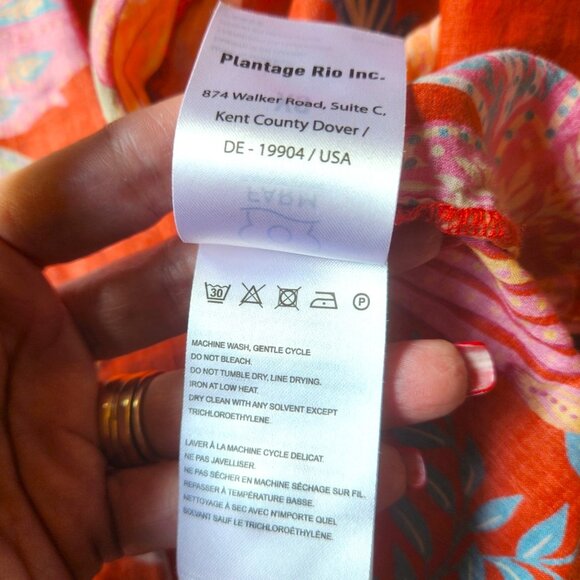 Plantage Rio Inc.
874 Walker Road, Suite C,
Kent County Dover /
DE - 19904 / USA
FARM
30
P
MACHINE WASH, GENTLE CYCLE
DO NOT BLEACH.
DO NOT TUMBLE DRY, LINE DRYING.
IRON AT LOW HEAT.
DRY CLEAN WITH ANY SOLVENT EXCEPT
TRICHLOROETHYLENE.
LAVER À LA MACHINE CYCLE DELICAT.
NE PAS JAVELLISER.
NE PAS SÉCHER EN MACHINE SÉCHAGE SUR FIL.
REPASSER À TEMPÉRATURE BASSE.
NETTOYAGE À SEC AVEC N'IMPORTE QUEL
SOLVANT SAUF LE TRICHLOROÉTHYLÈNE.